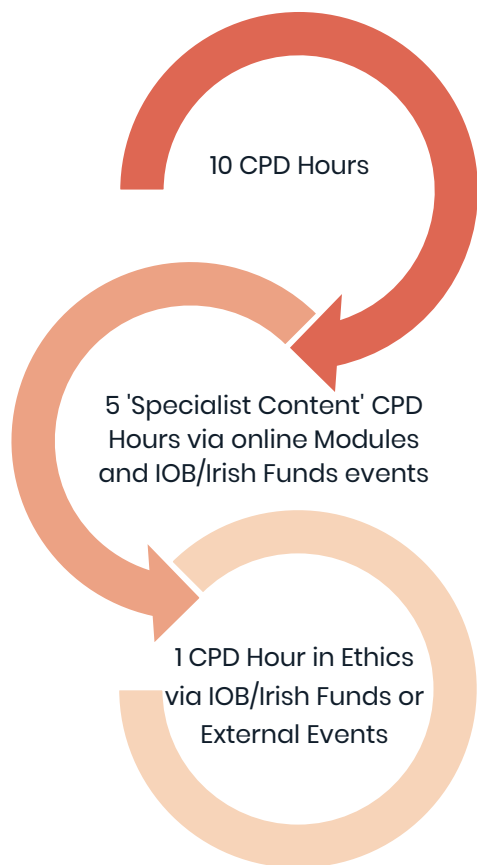 10 CPD Hours
5 'Specialist Content' CPD
Hours via online Modules
and IOB/Irish Funds events
1 CPD Hour in Ethics
via IOB/Irish Funds or
External Events